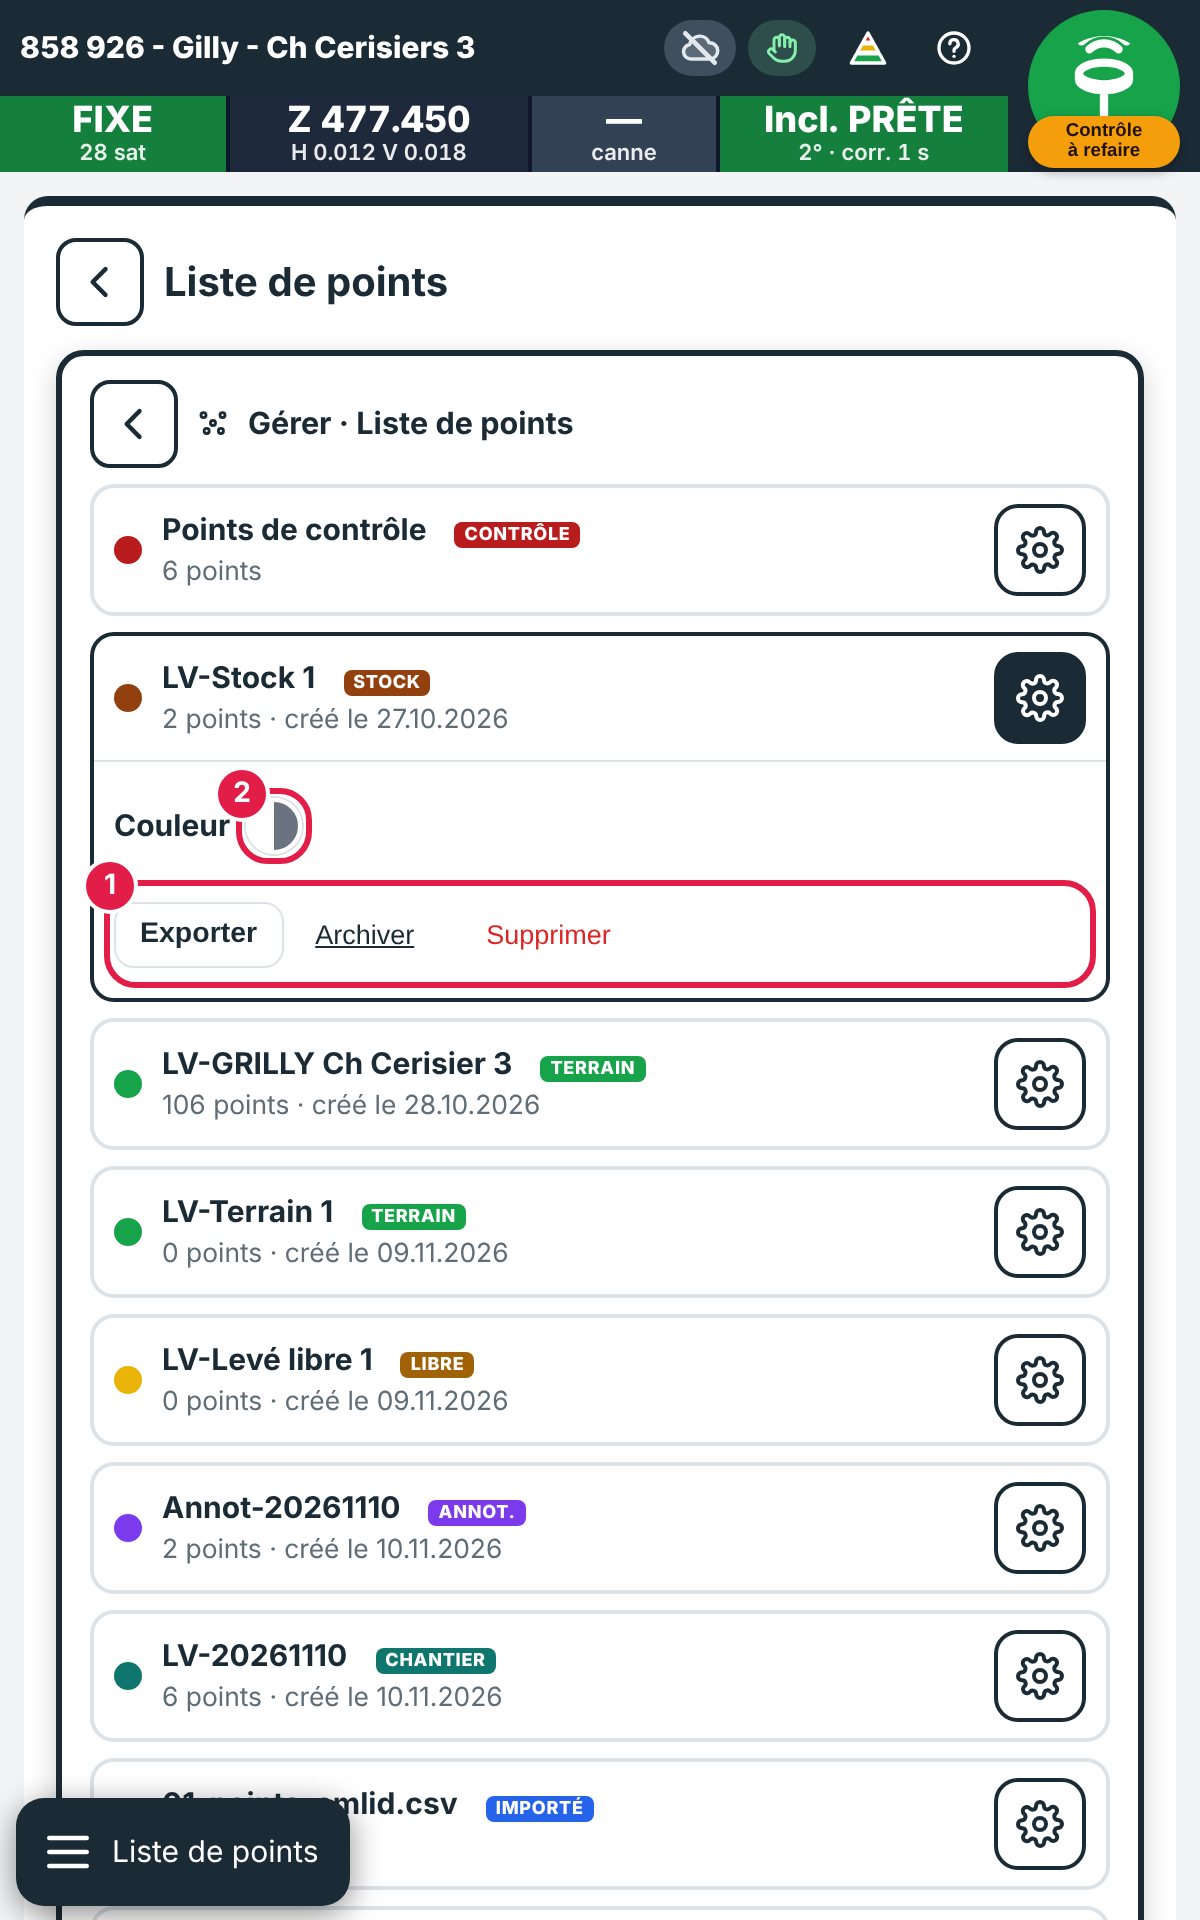 858 926 - Gilly - Ch Cerisiers 3
FIXE
28 sat
Z 477.450
H 0.012 V 0.018
—
canne
Incl. PRÊTE
2° · corr. 1 s
Contrôle
à refaire
Liste de points
Gérer · Liste de points
Points de contrôle CONTRÔLE
6 points
LV-Stock 1 STOCK
2 points · créé le 27.10.2026
2
Couleur
1
Exporter Archiver Supprimer
LV-GRILLY Ch Cerisier 3 TERRAIN
106 points · créé le 28.10.2026
LV-Terrain 1 TERRAIN
0 points · créé le 09.11.2026
LV-Levé libre 1 LIBRE
0 points · créé le 09.11.2026
Annot-20261110 ANNOT.
2 points · créé le 10.11.2026
LV-20261110 CHANTIER
6 points · créé le 10.11.2026
IMPORTÉ
Liste de points